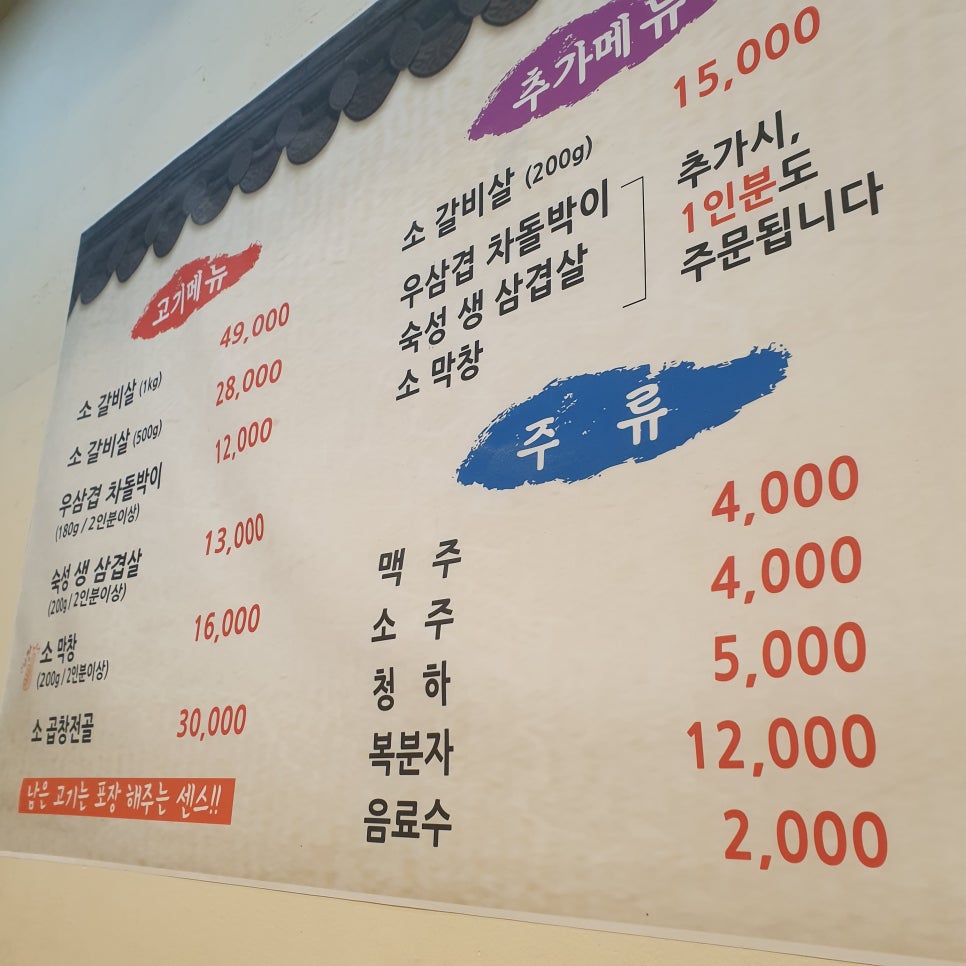 고기메뉴
소 갈비살 (1kg) 49,000
소 갈비살 (500g) 28,000
우삼겹 차돌박이 12,000
(180g / 2인분이상)
숙성 생 삼겹살 13,000
(200g / 2인분이상)
소 막창 16,000
(200g / 2인분이상)
소 곱창전골 30,000
남은 고기는 포장 해주는 센스!!
추가메뉴
소 갈비살 (200g) 15,000
우삼겹 차돌박이
숙성 생 삼겹살
소 막창
추가시,
1인분도
주문됩니다
주 류
맥 주 4,000
소 주 4,000
청 하 5,000
복분자 12,000
음료수 2,000